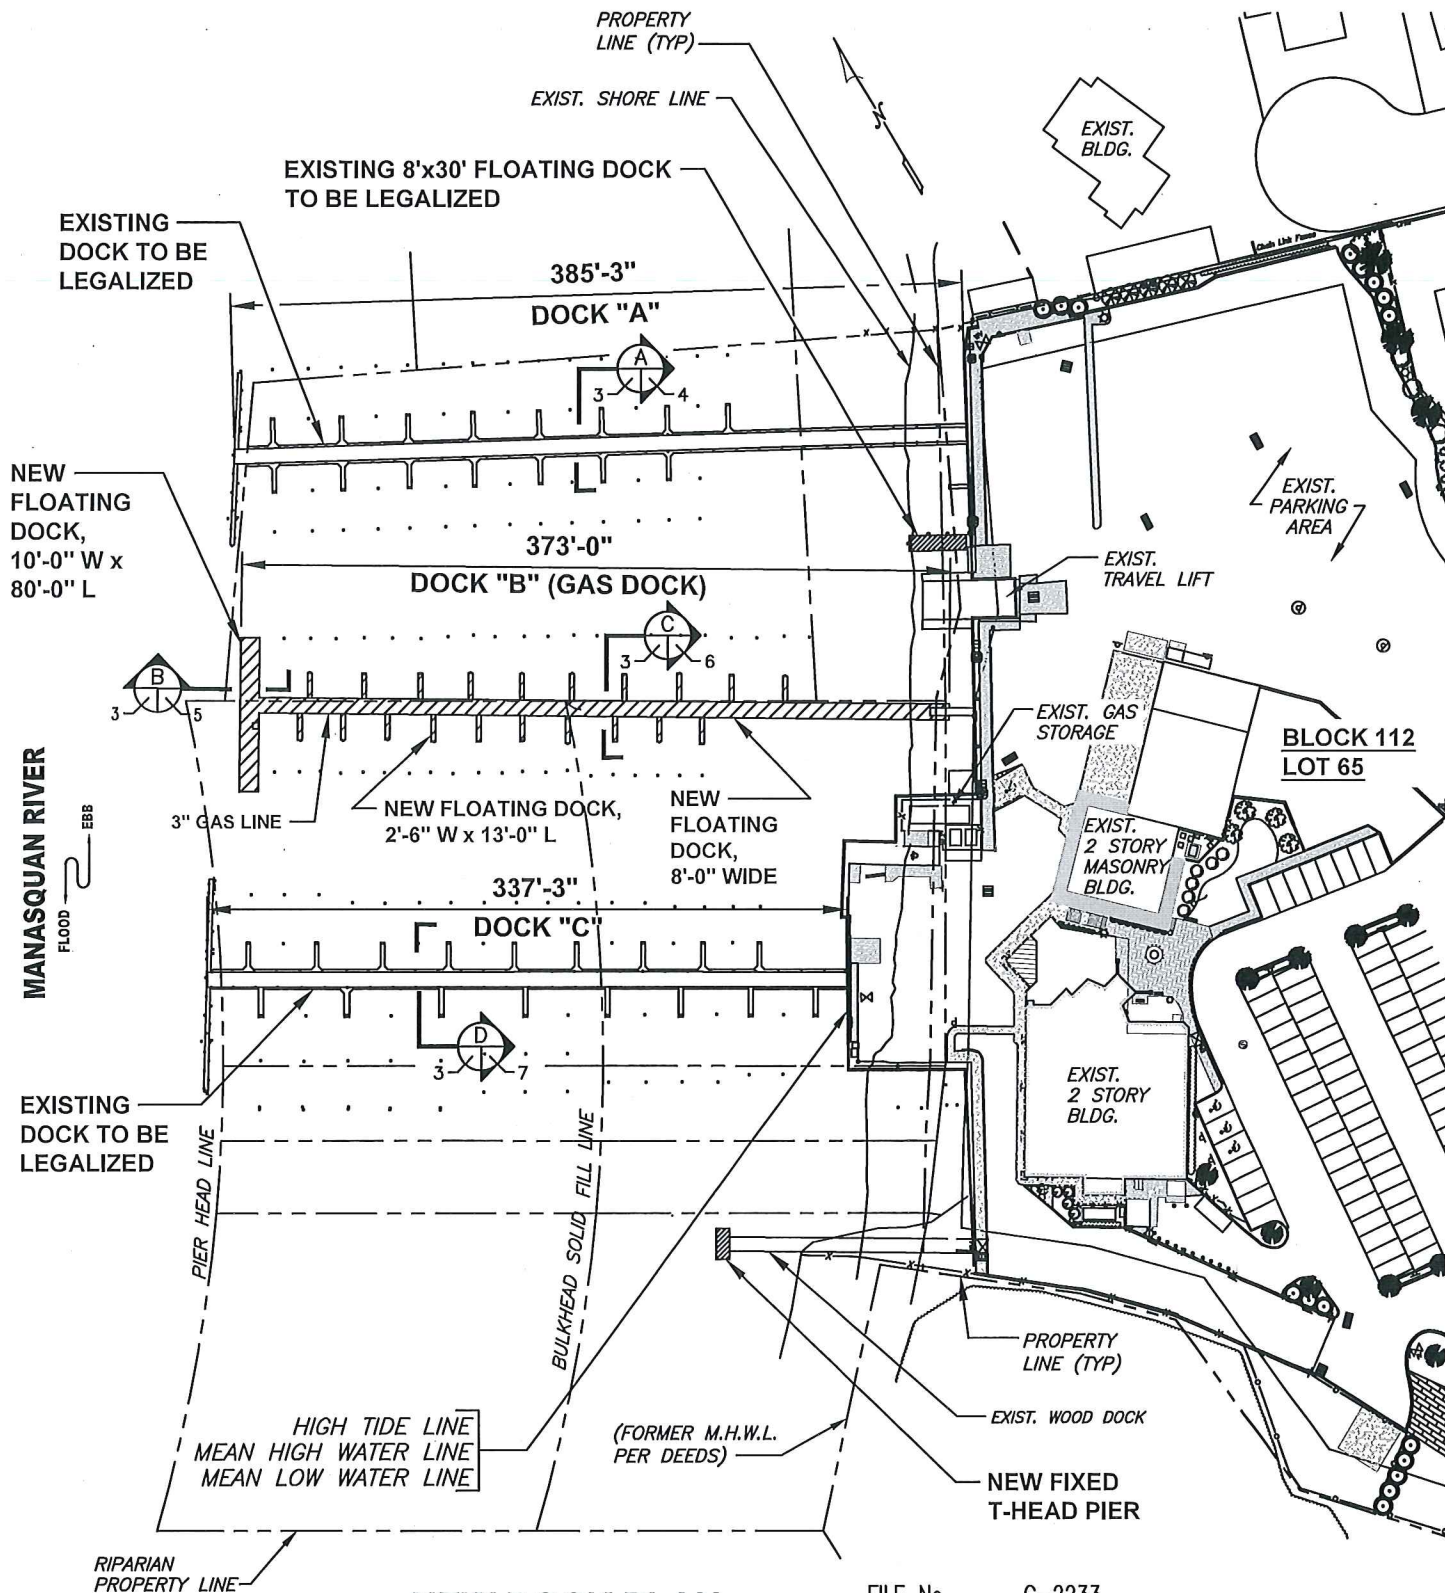 PROPERTY
LINE (TYP)
EXIST. SHORE LINE
N
EXIST.
BLDG.
EXISTING 8'x30' FLOATING DOCK
TO BE LEGALIZED
EXISTING
DOCK TO BE
LEGALIZED
Chain Link Fence
385'-3"
DOCK "A"
A
3
4
NEW
FLOATING
DOCK,
10'-0" W x
80'-0" L
EXIST.
PARKING
AREA
373'-0"
DOCK "B" (GAS DOCK)
EXIST.
TRAVEL LIFT
C
3
6
B
3
5
EXIST. GAS
STORAGE
BLOCK 112
LOT 65
MANASQUAN RIVER
FLOOD
EBB
3" GAS LINE
NEW FLOATING DOCK,
2'-6" W x 13'-0" L
NEW
FLOATING
DOCK,
8'-0" WIDE
EXIST.
2 STORY
MASONRY
BLDG.
337'-3"
DOCK "C"
D
3
7
EXISTING
DOCK TO BE
LEGALIZED
EXIST.
2 STORY
BLDG.
PIER HEAD LINE
BULKHEAD SOLID FILL LINE
PROPERTY
LINE (TYP)
HIGH TIDE LINE
MEAN HIGH WATER LINE
MEAN LOW WATER LINE
(FORMER M.H.W.L.
PER DEEDS)
EXIST. WOOD DOCK
NEW FIXED
T-HEAD PIER
RIPARIAN
PROPERTY LINE